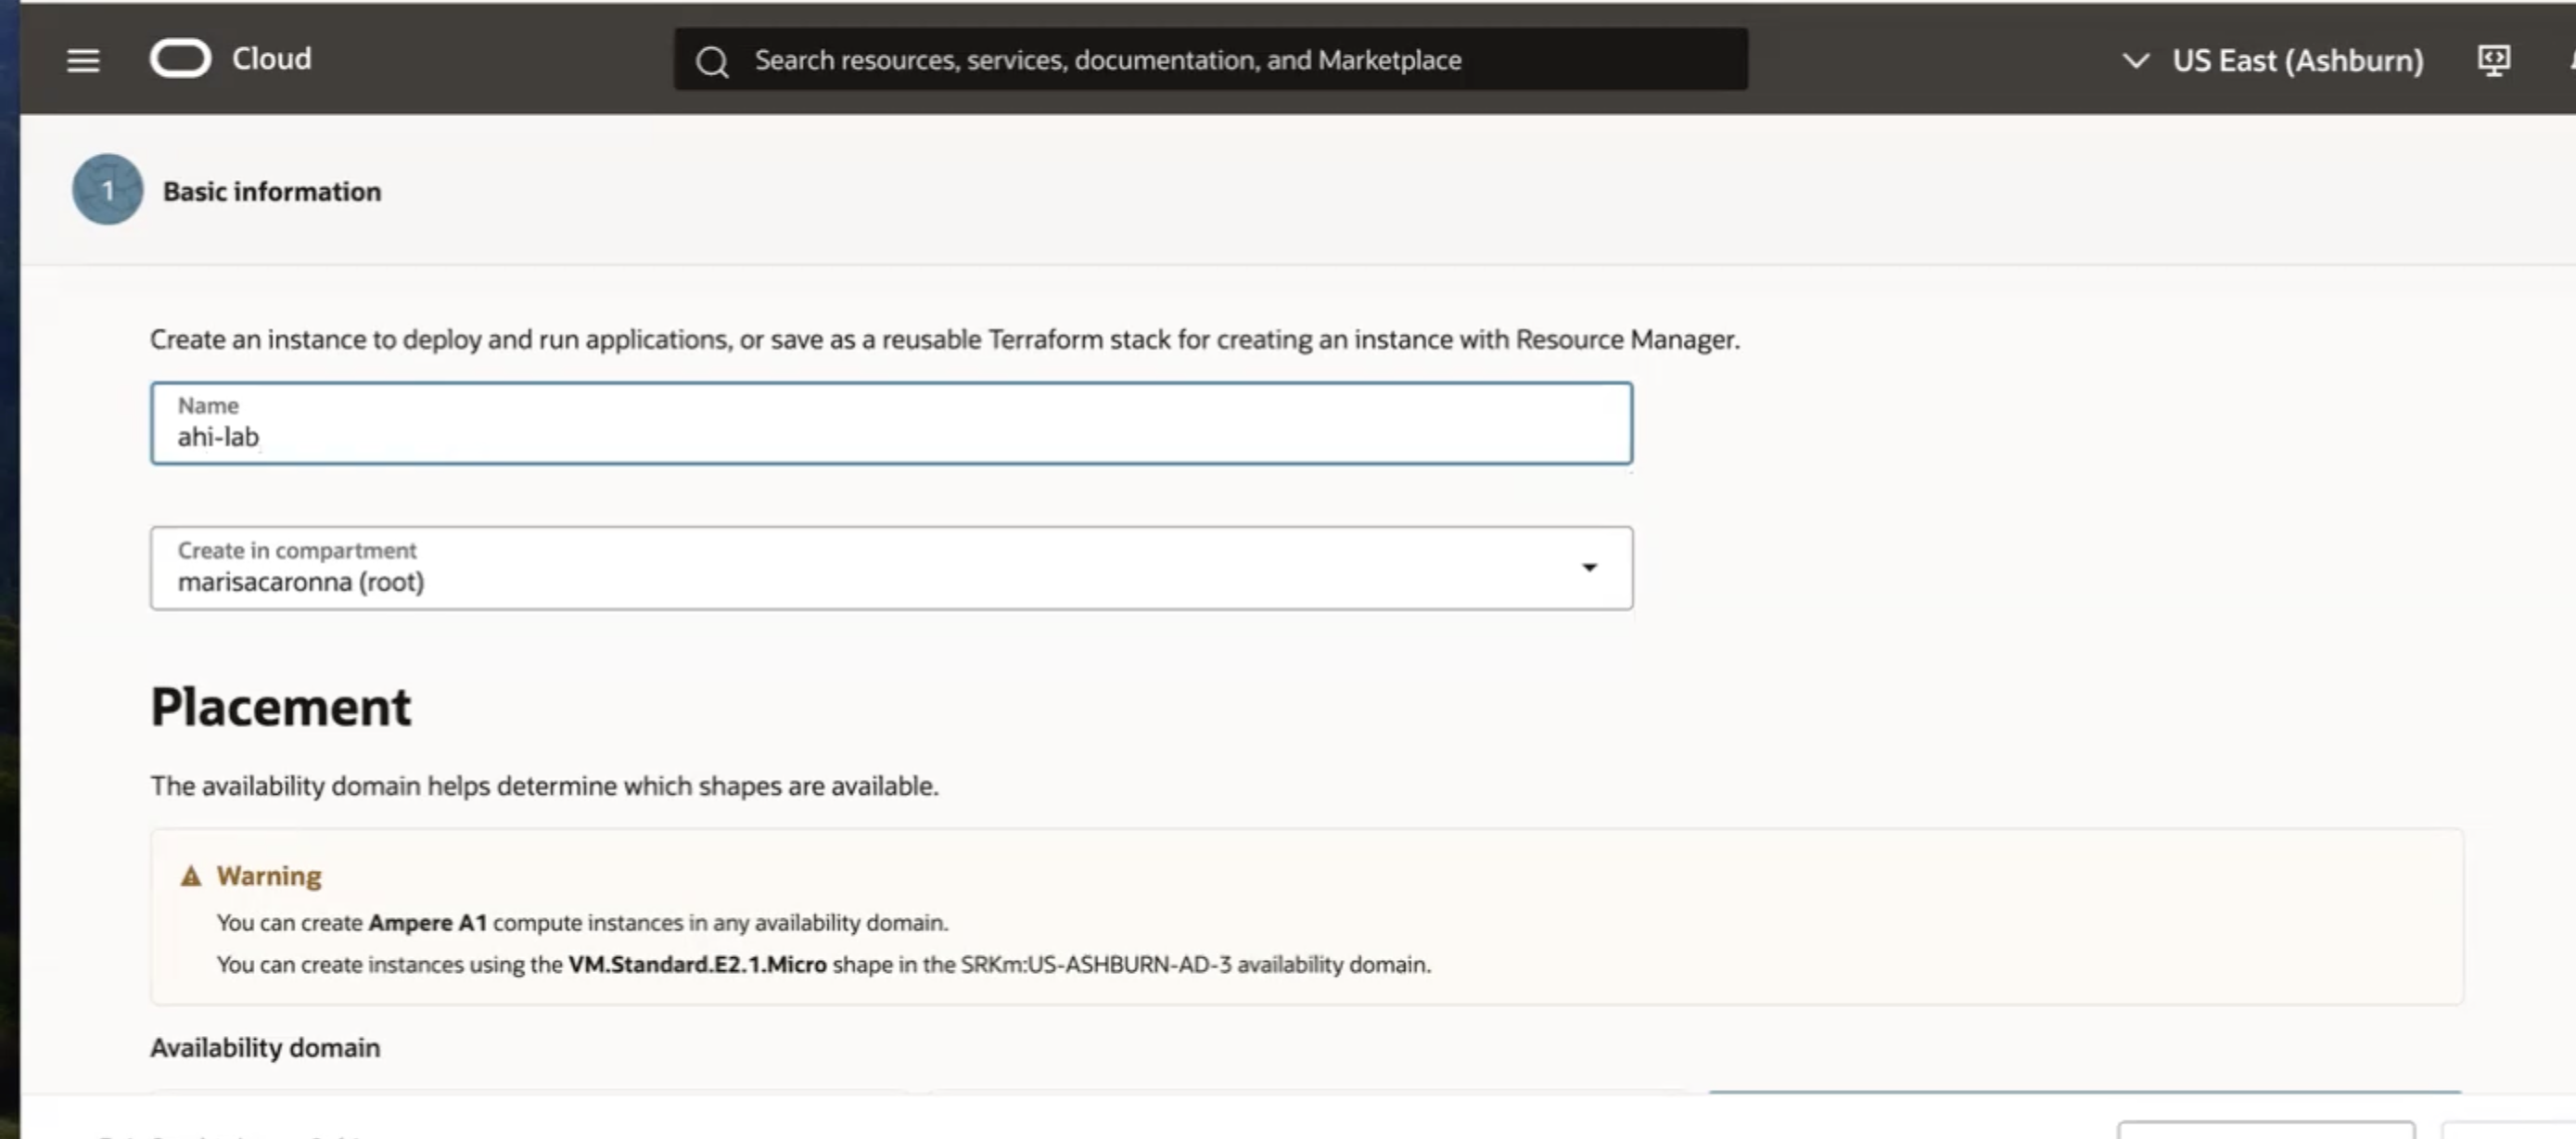 Cloud
Search resources, services, documentation, and Marketplace
US East (Ashburn)
1
Basic information
Create an instance to deploy and run applications, or save as a reusable Terraform stack for creating an instance with Resource Manager.
Name
ahi-lab
Create in compartment
marisacaronna (root)
Placement
The availability domain helps determine which shapes are available.
Warning
You can create Ampere A1 compute instances in any availability domain.
You can create instances using the VM.Standard.E2.1.Micro shape in the SRKm:US-ASHBURN-AD-3 availability domain.
Availability domain